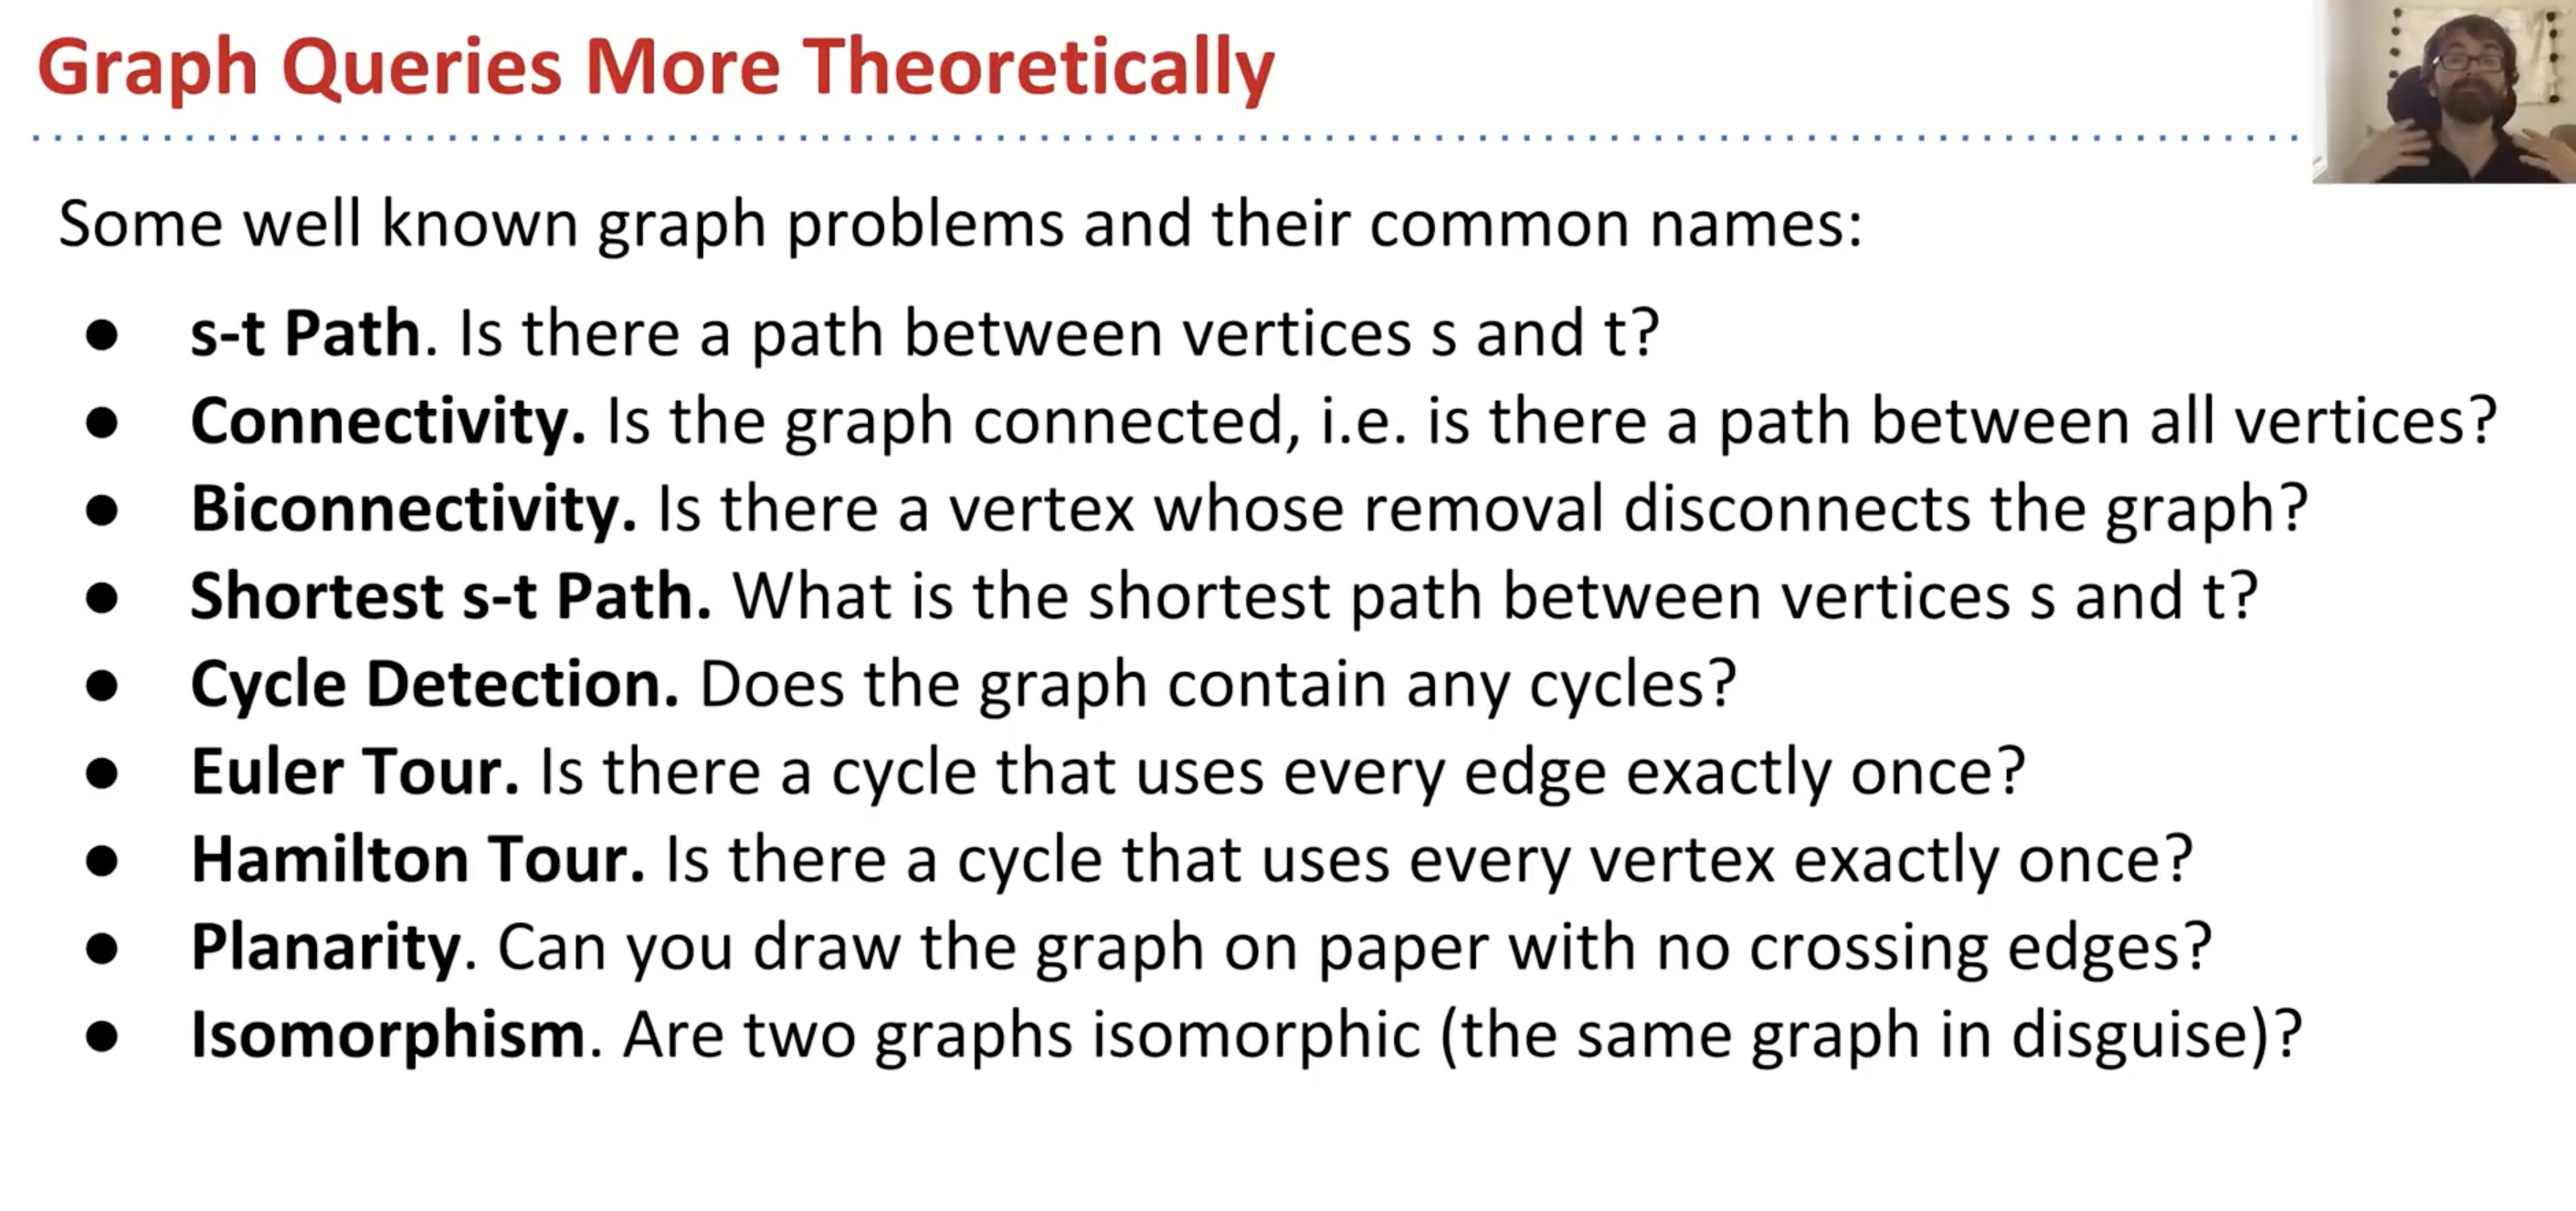 Graph Queries More Theoretically
Some well known graph problems and their common names:
● s-t Path. Is there a path between vertices s and t?
● Connectivity. Is the graph connected, i.e. is there a path between all vertices?
● Biconnectivity. Is there a vertex whose removal disconnects the graph?
● Shortest s-t Path. What is the shortest path between vertices s and t?
● Cycle Detection. Does the graph contain any cycles?
● Euler Tour. Is there a cycle that uses every edge exactly once?
● Hamilton Tour. Is there a cycle that uses every vertex exactly once?
● Planarity. Can you draw the graph on paper with no crossing edges?
● Isomorphism. Are two graphs isomorphic (the same graph in disguise)?